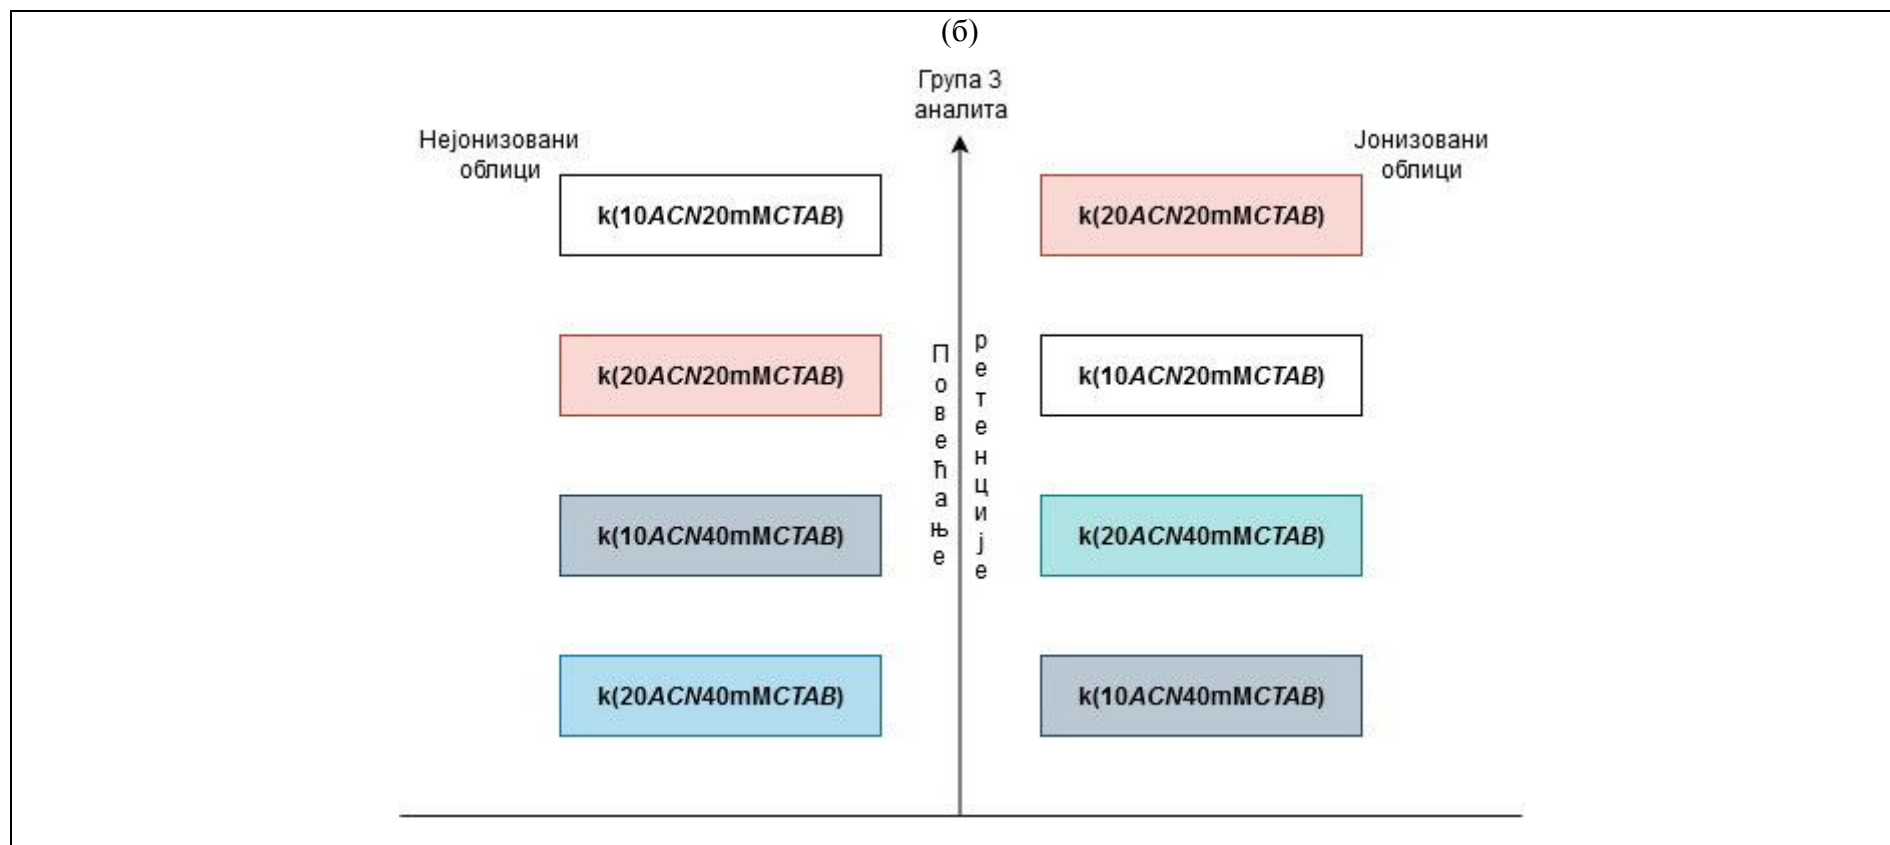 (б)
Група 3
аналита
Нејонизовани
облици
Јонизовани
облици
k(10ACN20mMCTAB)
k(20ACN20mMCTAB)
k(20ACN20mMCTAB)
k(10ACN20mMCTAB)
Повећање
ретенције
k(10ACN40mMCTAB)
k(20ACN40mMCTAB)
k(20ACN40mMCTAB)
k(10ACN40mMCTAB)